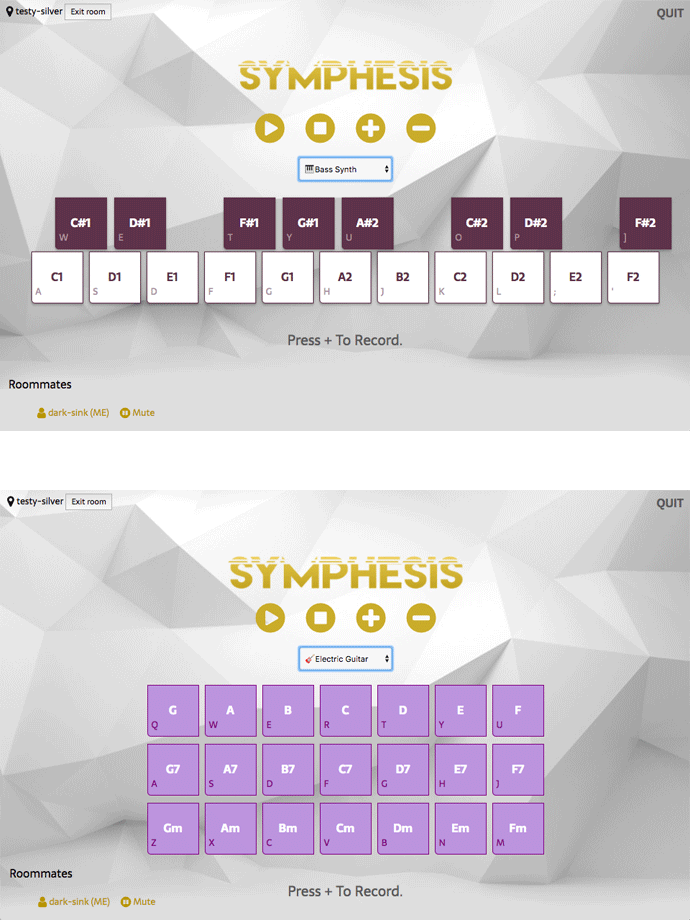 testy-silver Exit room QUIT
SYMPHESIS
Bass Synth
C#1 D#1 F#1 G#1 A#2 C#2 D#2 F#2
W E T Y U O P ]
C1 D1 E1 F1 G1 A2 B2 C2 D2 E2 F2
A S D F G H J K L ; '
Press + To Record.
Roommates
dark-sink (ME) Mute
testy-silver Exit room QUIT
SYMPHESIS
Electric Guitar
G A B C D E F
Q W E R T Y U
G7 A7 B7 C7 G7 E7 F7
A S D F G H J
Gm Am Bm Cm Dm Em Fm
Z X C V B N M
Roommates
Press + To Record.
dark-sink (ME) Mute